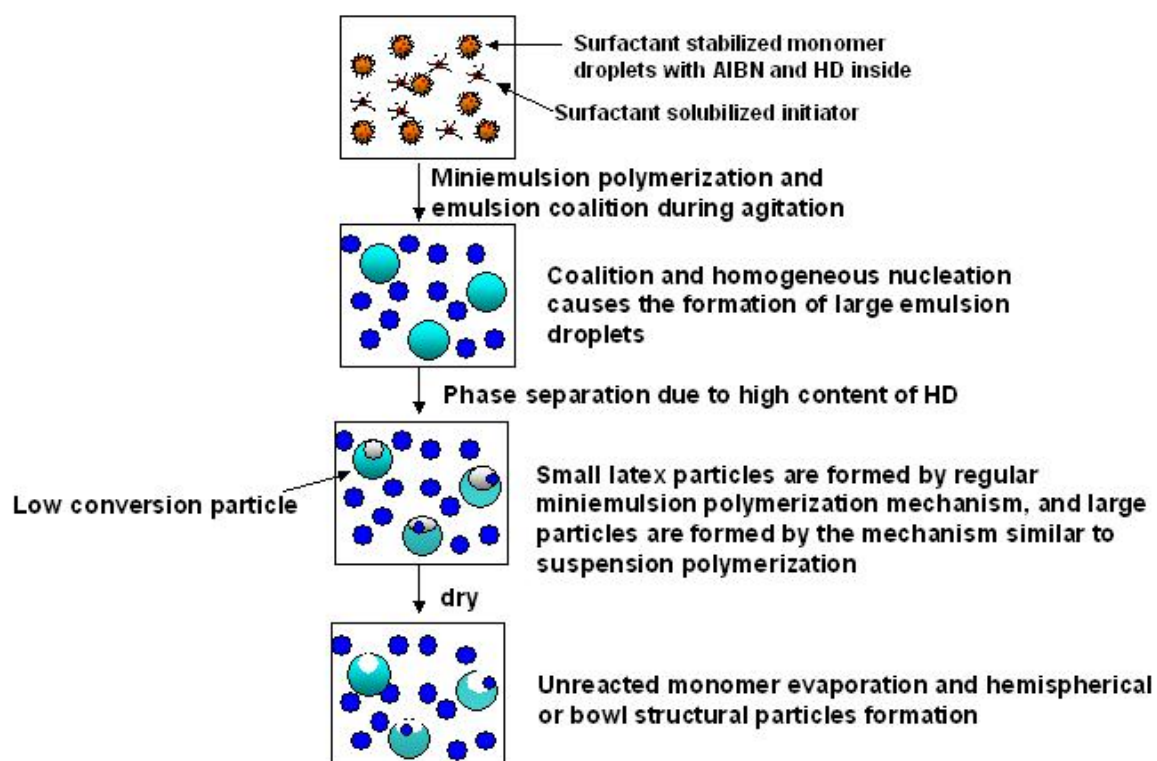 Surfactant stabilized monomer
droplets with AIBN and HD inside
Surfactant solubilized initiator
Miniemulsion polymerization and
emulsion coalition during agitation
Coalition and homogeneous nucleation
causes the formation of large emulsion
droplets
Phase separation due to high content of HD
Low conversion particle
Small latex particles are formed by regular
miniemulsion polymerization mechanism, and large
particles are formed by the mechanism similar to
suspension polymerization
dry
Unreacted monomer evaporation and hemispherical
or bowl structural particles formation